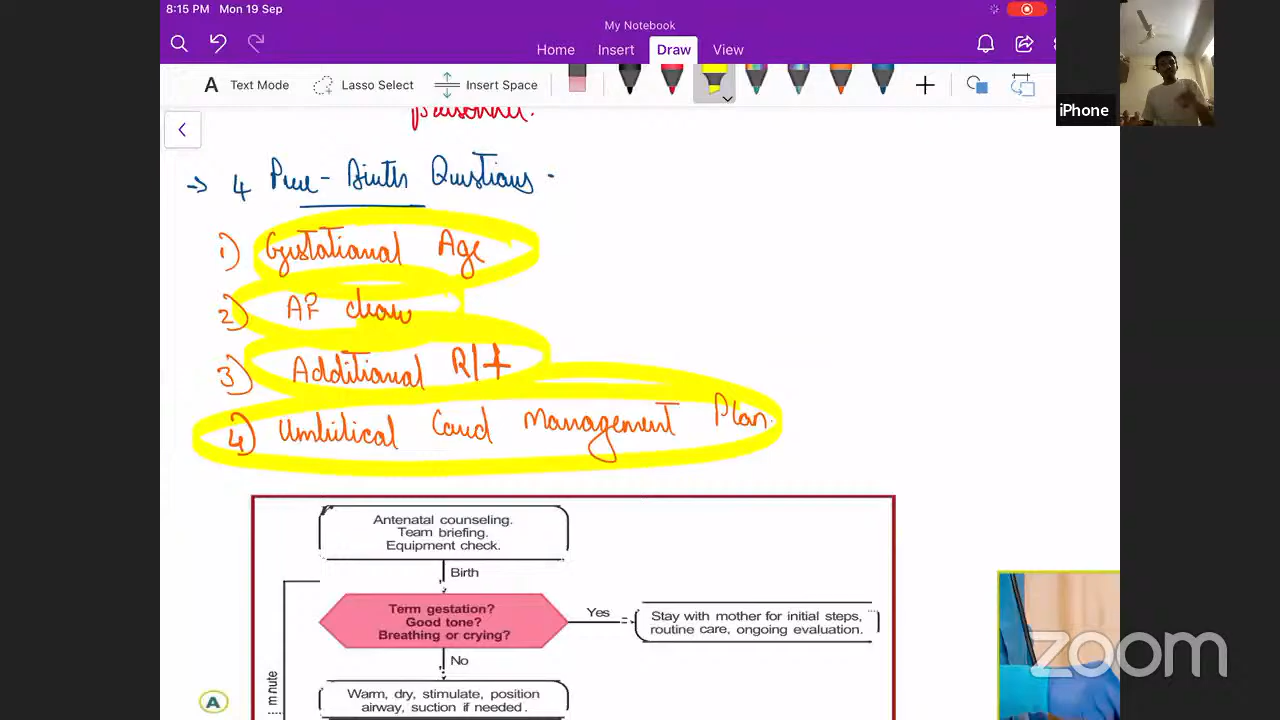 8:15 PM Mon 19 Sep
My Notebook
Home Insert Draw View
iPhone
Text Mode Lasso Select Insert Space
personnel.
→ 4 Pre-Birth Questions.
1) Gestational Age
2) AF clear
3) Additional R/f
4) Umbilical Cord Management Plan.
Antenatal counseling.
Team briefing.
Equipment check.
Birth
Term gestation?
Good tone?
Breathing or crying?
Yes
Stay with mother for initial steps,
routine care, ongoing evaluation.
No
Warm, dry, stimulate, position
airway, suction if needed.
A
m nute
zoom